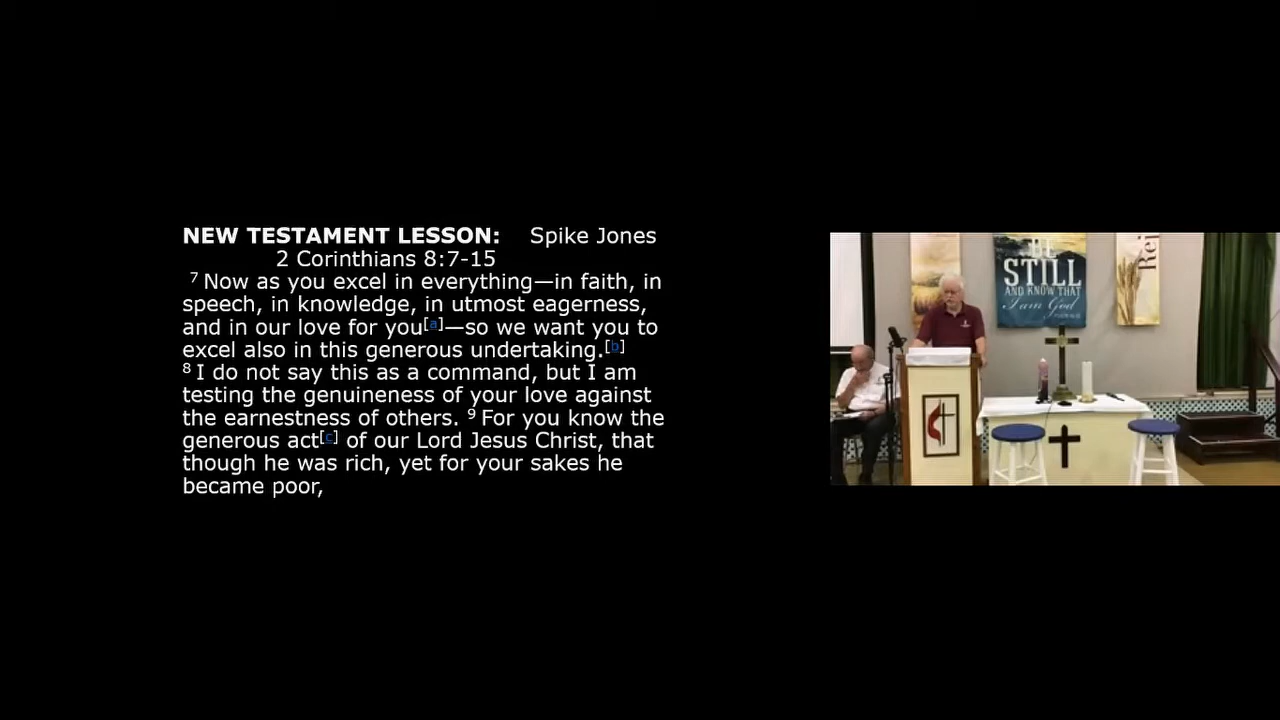 NEW TESTAMENT LESSON: Spike Jones
2 Corinthians 8:7-15
7 Now as you excel in everything—in faith, in
speech, in knowledge, in utmost eagerness,
and in our love for you[a]—so we want you to
excel also in this generous undertaking.[b]
8 I do not say this as a command, but I am
testing the genuineness of your love against
the earnestness of others. 9 For you know the
generous act[c] of our Lord Jesus Christ, that
though he was rich, yet for your sakes he
became poor,
BE
STILL
AND KNOW THAT
I am God
Rej